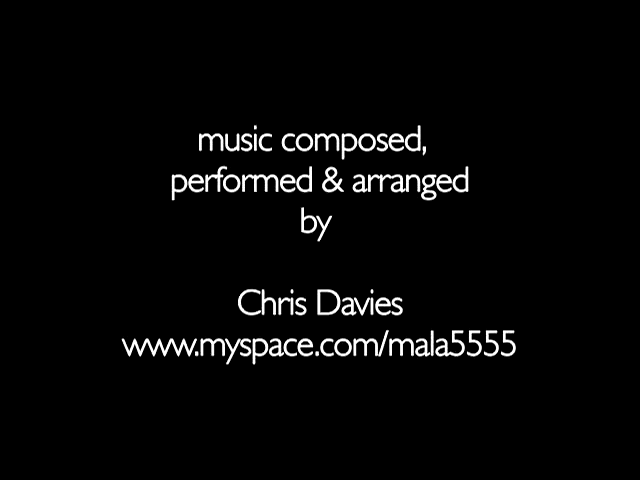 music composed,
performed & arranged
by
Chris Davies
www.myspace.com/mala5555